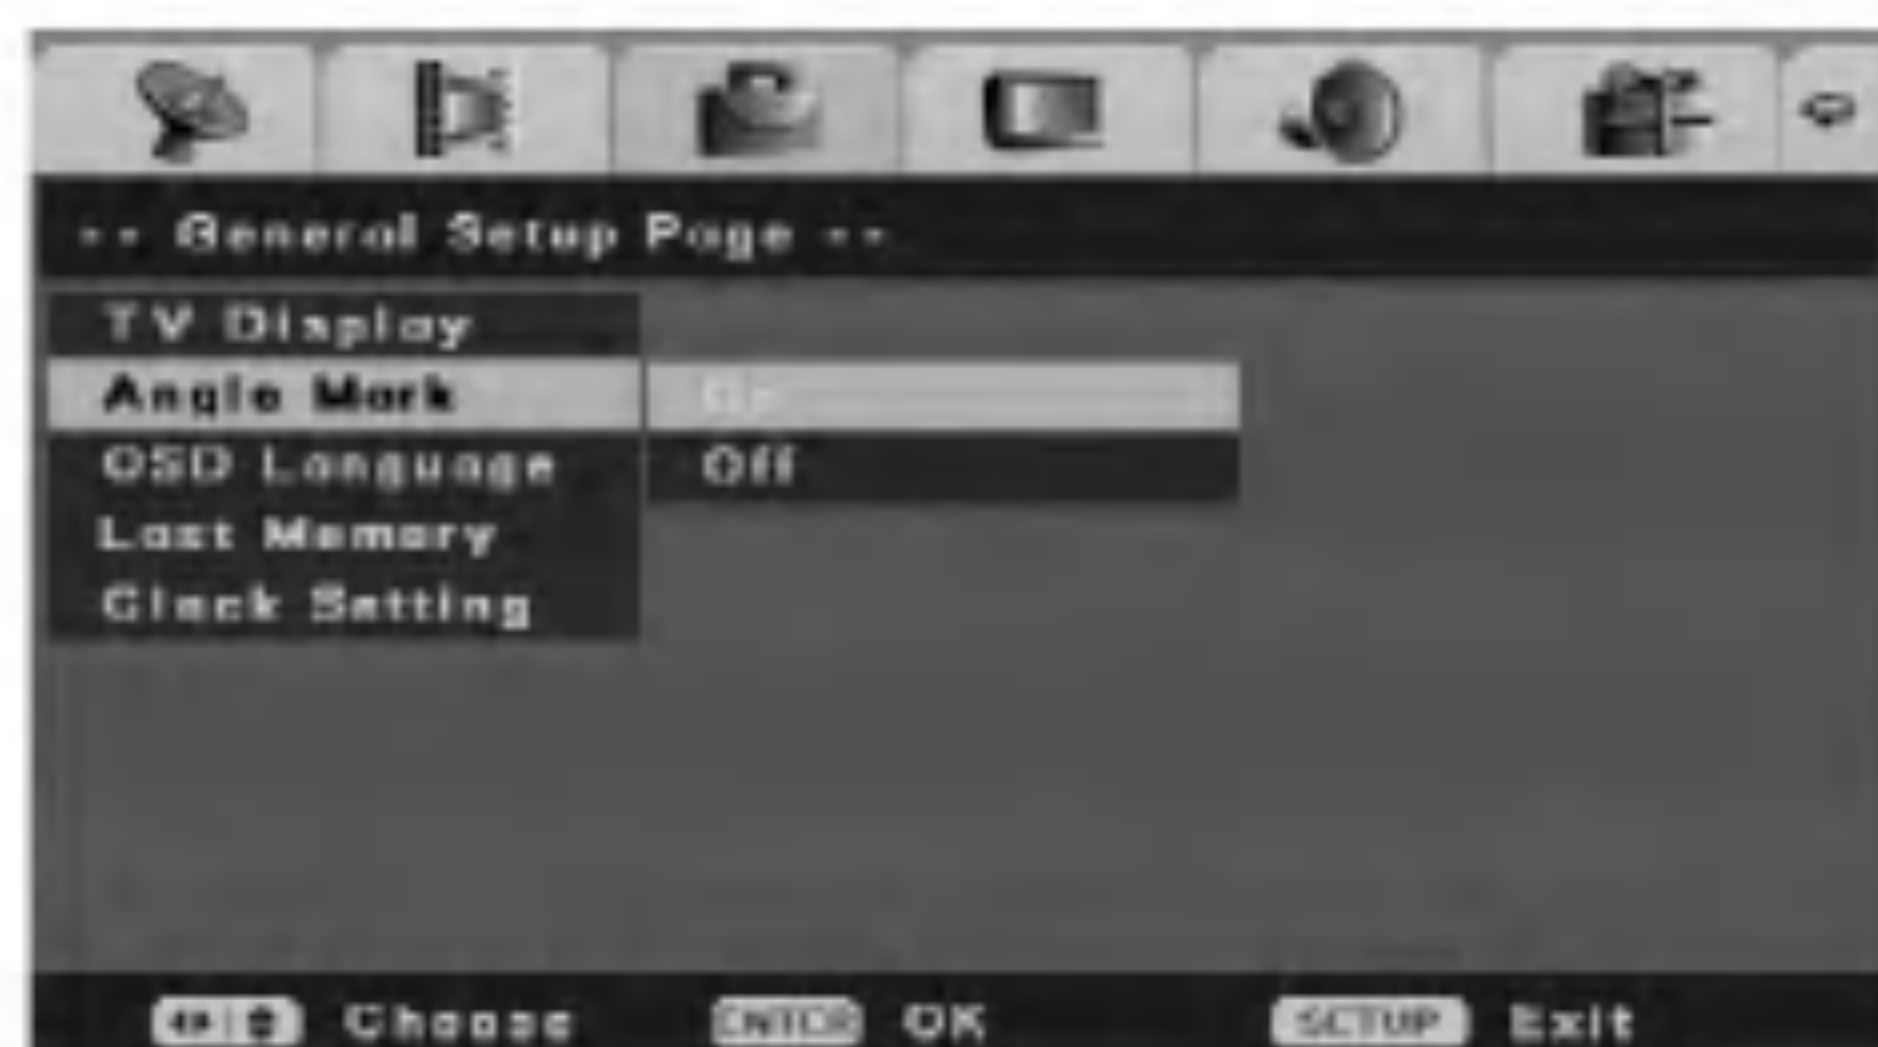 -- General Setup Page --
TV Display
Angle Mark
OSD Language
Off
Last Memory
Clock Setting
Choose
ENTER OK
SETUP Exit